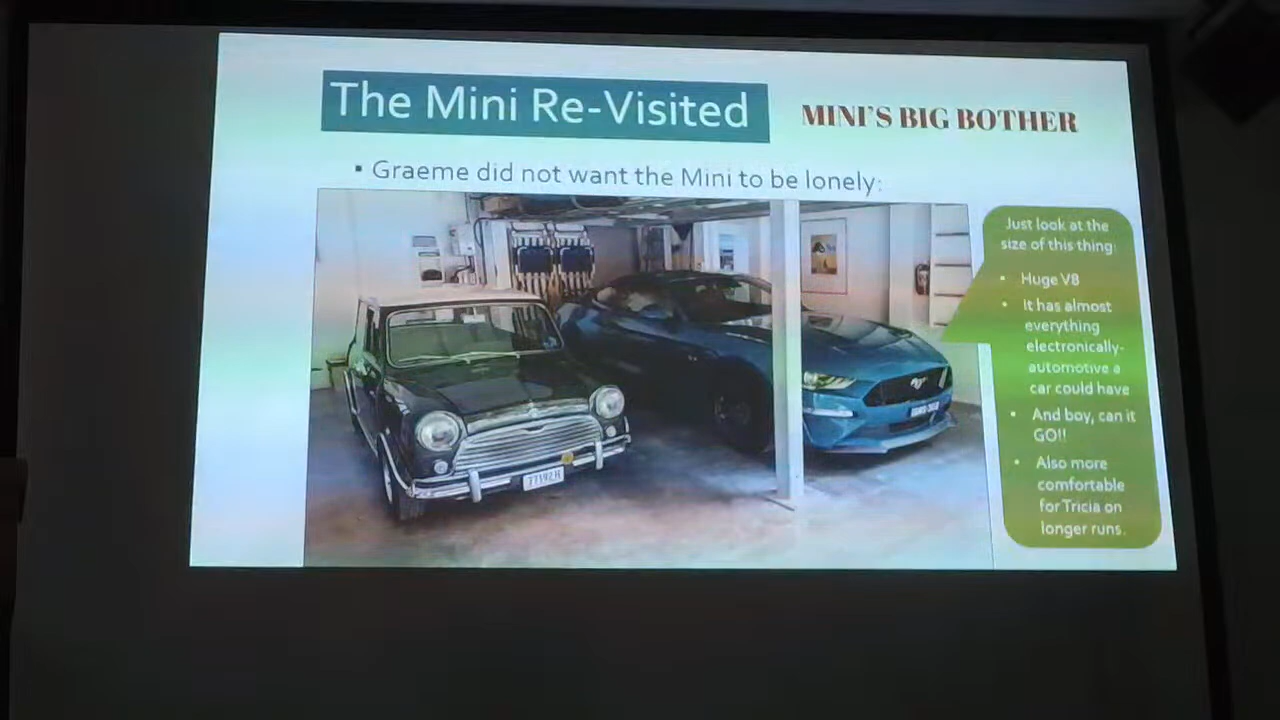 The Mini Re-Visited
MINI'S BIG BOTHER
▪ Graeme did not want the Mini to be lonely:
Just look at the
size of this thing:
• Huge V8
• It has almost
everything
electronically-
automotive a
car could have
• And boy, can it
GO!!
• Also more
comfortable
for Tricia on
longer runs.